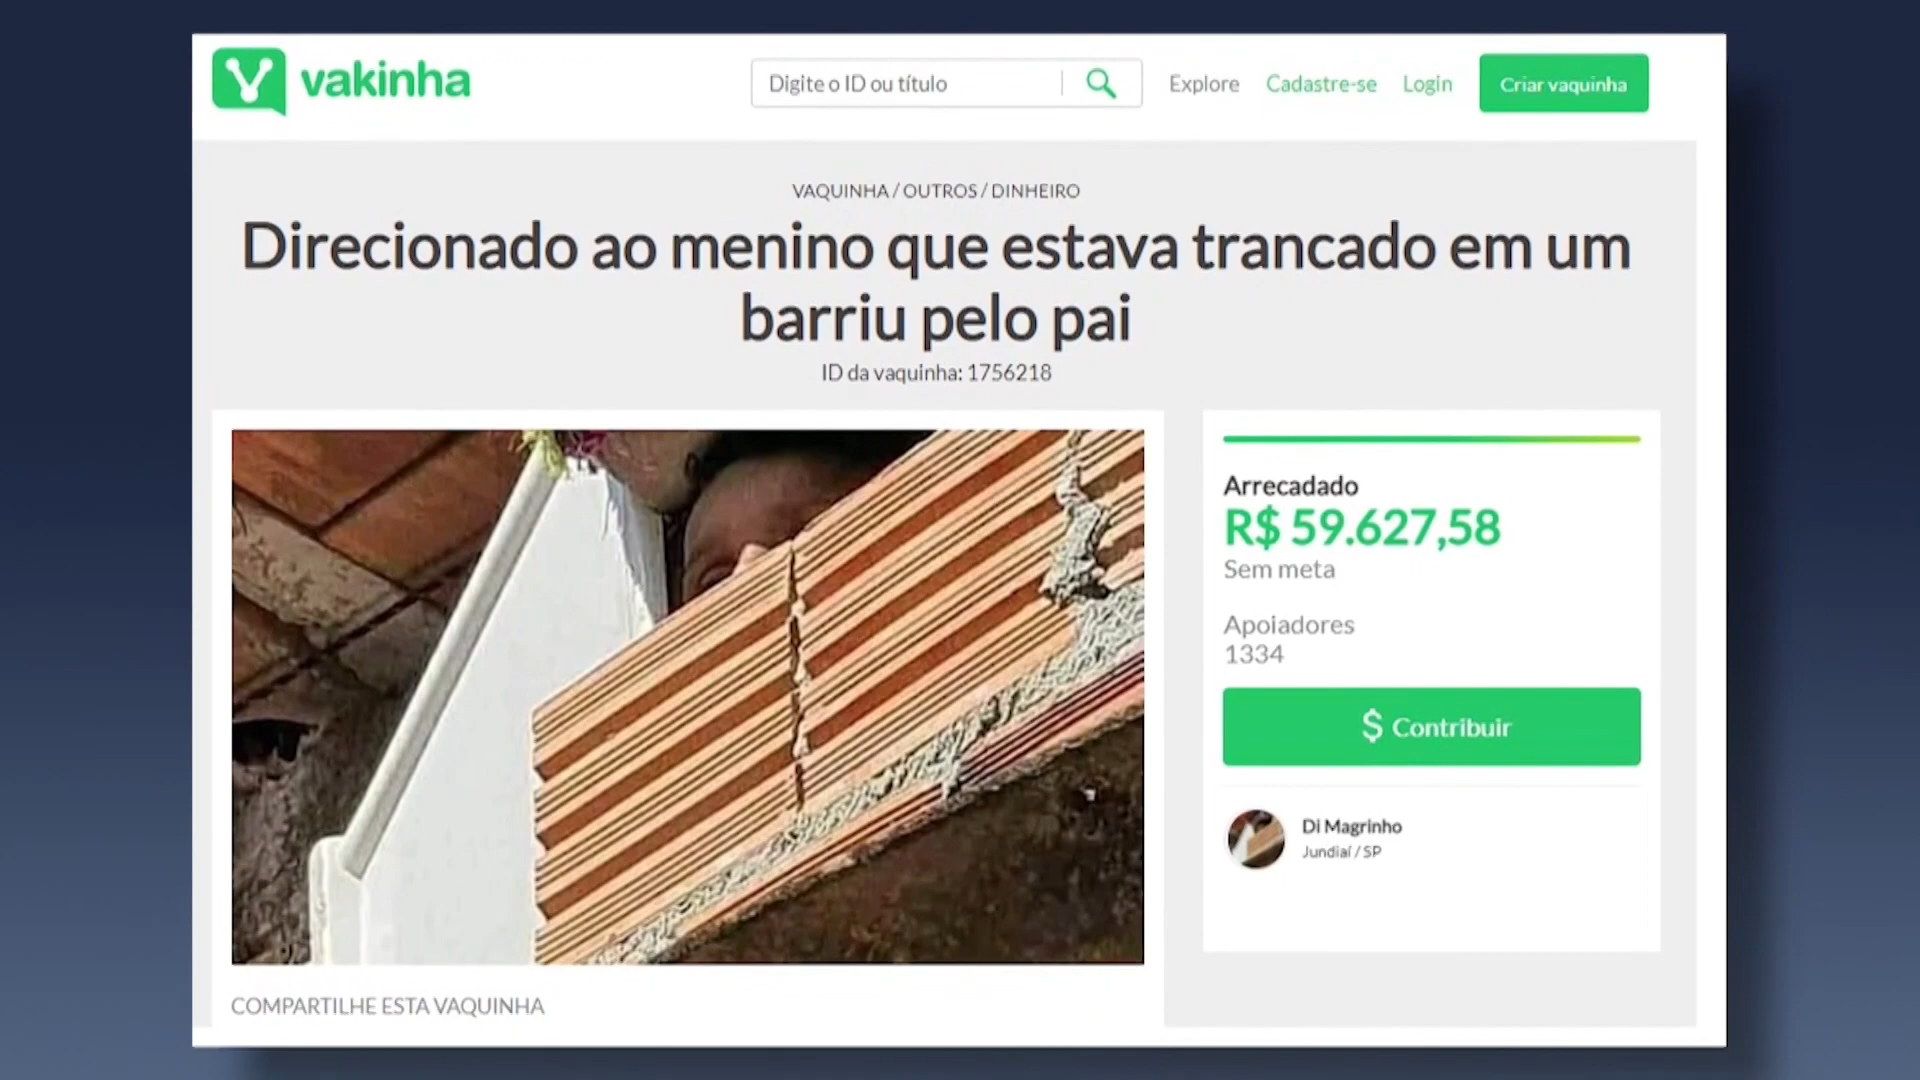 vakinha
Digite o ID ou título
Explore
Cadastre-se
Login
Criar vaquinha
VAQUINHA / OUTROS / DINHEIRO
Direcionado ao menino que estava trancado em um
barriu pelo pai
ID da vaquinha: 1756218
Arrecadado
R$ 59.627,58
Sem meta
Apoiadores
1334
$ Contribuir
Di Magrinho
Jundiaí / SP
COMPARTILHE ESTA VAQUINHA